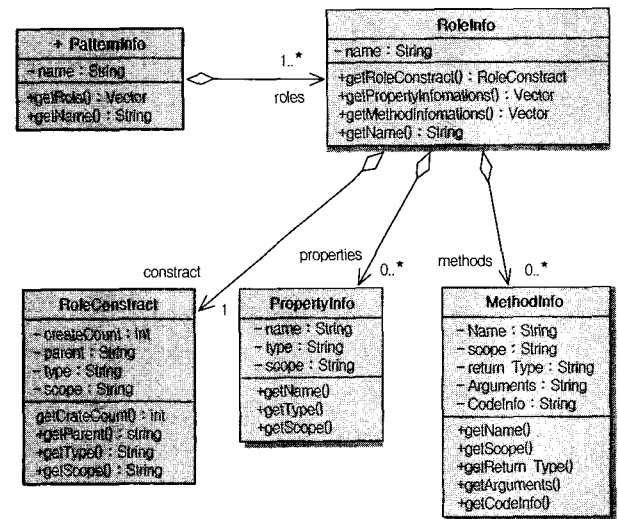 + PatternInfo
- name : String
+getRole() : Vector
+getName() : String
1..*
roles
RoleInfo
- name : String
+getRoleConstract() : RoleConstract
+getPropertyInfomations() : Vector
+getMethodInfomations() : Vector
+getName() : String
constract
1
properties
0..*
methods
0..*
RoleConstract
- createCount : int
- parent : String
- type : String
- scope : String
getCrateCount() : int
+getParent() : string
+getType() : String
+getScope() : String
PropertyInfo
- name : String
- type : String
- scope : String
+getName()
+getType()
+getScope()
MethodInfo
- Name : String
- scope : String
- return Type : String
- Arguments : String
- CodeInfo : String
+getName()
+getScope()
+getReturn Type()
+getArguments()
+getCodeInfo()